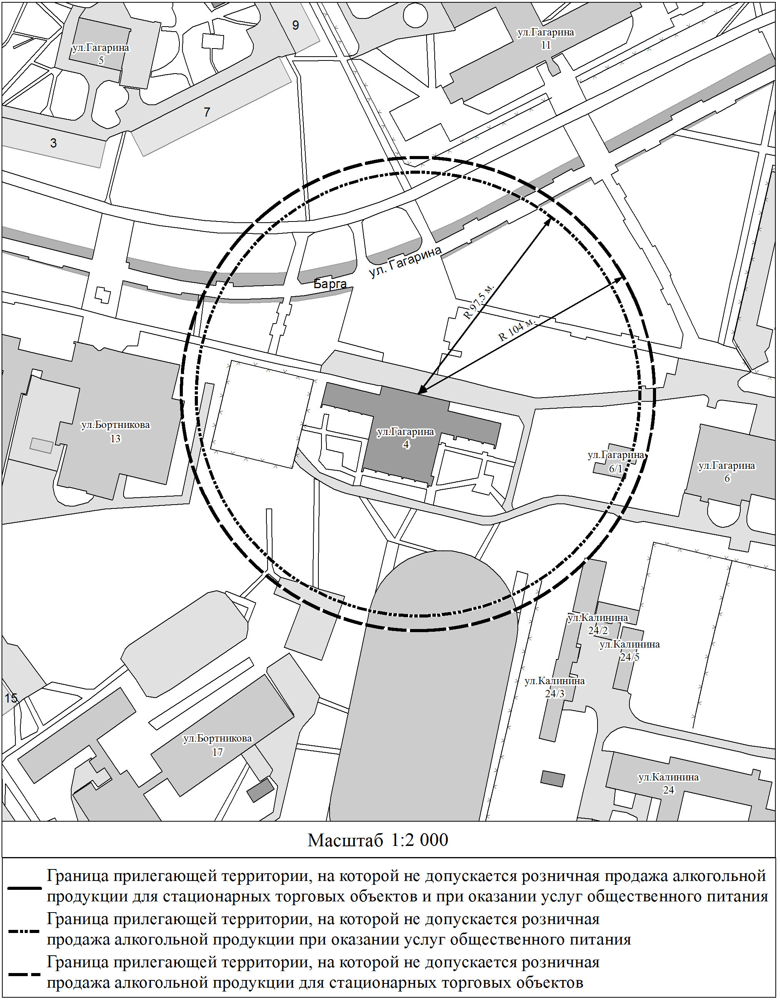 9
ул.Гагарина
11
ул.Гагарина
5
7
3
ул. Гагарина
Барга
R 97.5 м.
R 104 м.
ул.Бортникова
13
ул.Гагарина
4
ул.Гагарина
6/1
ул.Гагарина
6
ул.Калинина
24/2
ул.Калинина
24/5
ул.Калинина
24/3
15
ул.Бортникова
17
ул.Калинина
24
Масштаб 1:2 000
Граница прилегающей территории, на которой не допускается розничная продажа алкогольной
продукции для стационарных торговых объектов и при оказании услуг общественного питания
Граница прилегающей территории, на которой не допускается розничная
продажа алкогольной продукции при оказании услуг общественного питания
Граница прилегающей территории, на которой не допускается розничная
продажа алкогольной продукции для стационарных торговых объектов